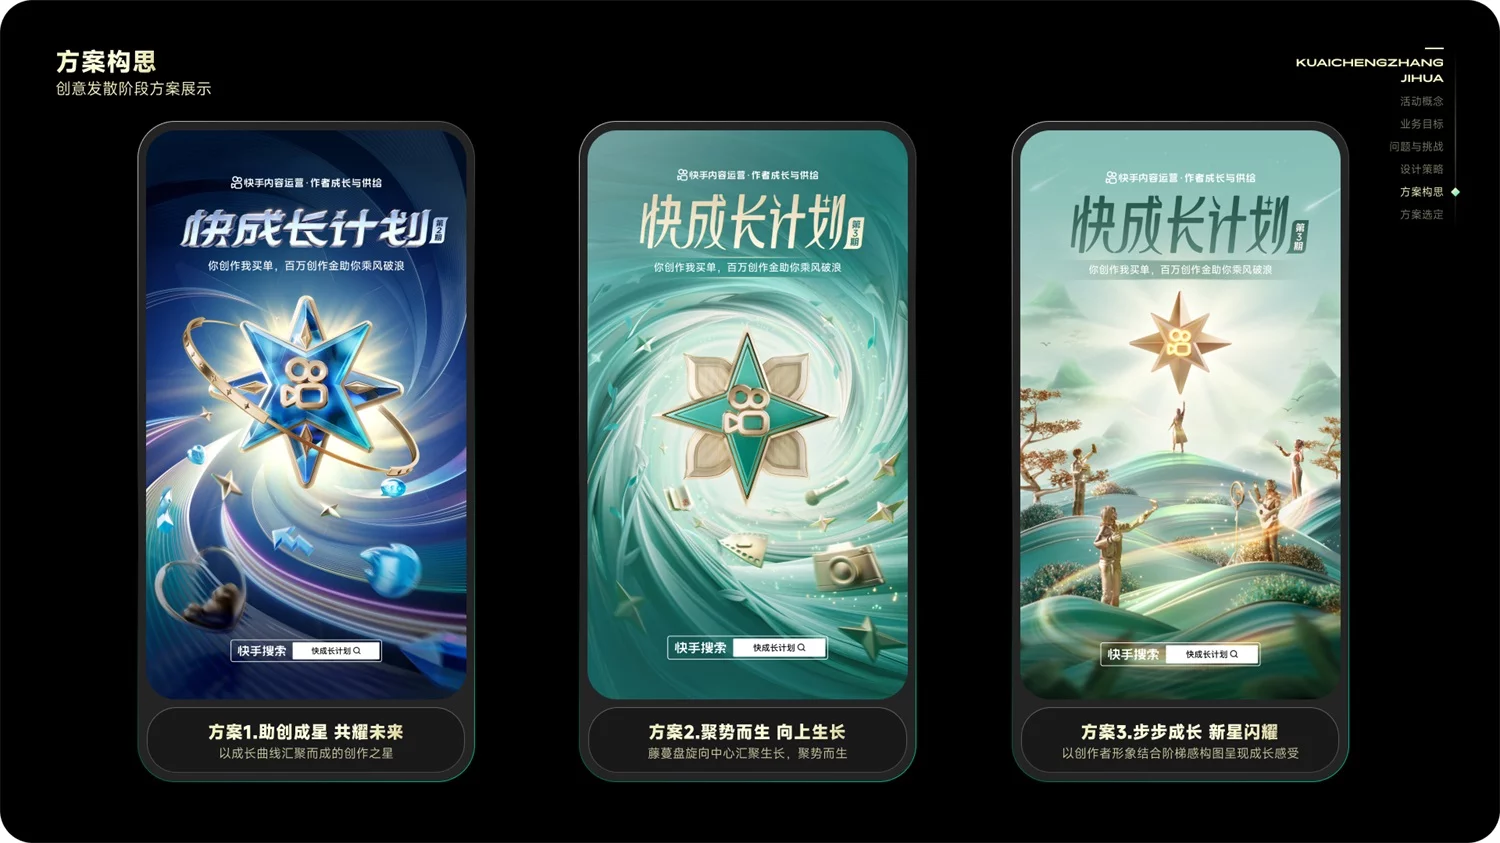 方案构思
创意发散阶段方案展示
KUAICHENGZHANG
JIHUA
活动概念
业务目标
问题与挑战
设计策略
方案构思
方案选定
快手内容运营·作者成长与供给
快成长计划
第2期
你创作我买单，百万创作金助你乘风破浪
快手搜索 快成长计划
方案1.助创成星 共耀未来
以成长曲线汇聚而成的创作之星
快手内容运营·作者成长与供给
快成长计划
第3期
你创作我买单，百万创作金助你乘风破浪
快手搜索 快成长计划
方案2.聚势而生 向上生长
藤蔓盘旋向中心汇聚生长，聚势而生
快手内容运营·作者成长与供给
快成长计划
第3期
你创作我买单，百万创作金助你乘风破浪
快手搜索 快成长计划
方案3.步步成长 新星闪耀
以创作者形象结合阶梯感构图呈现成长感受